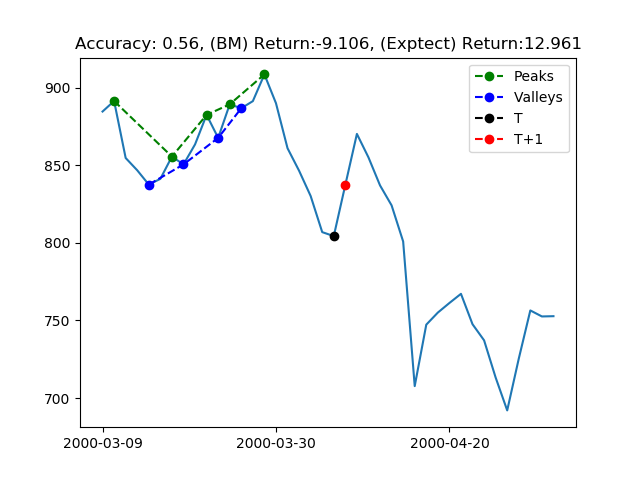 Accuracy: 0.56, (BM) Return:-9.106, (Exptect) Return:12.961
Peaks
Valleys
T
T+1
900
850
800
750
700
2000-03-09
2000-03-30
2000-04-20